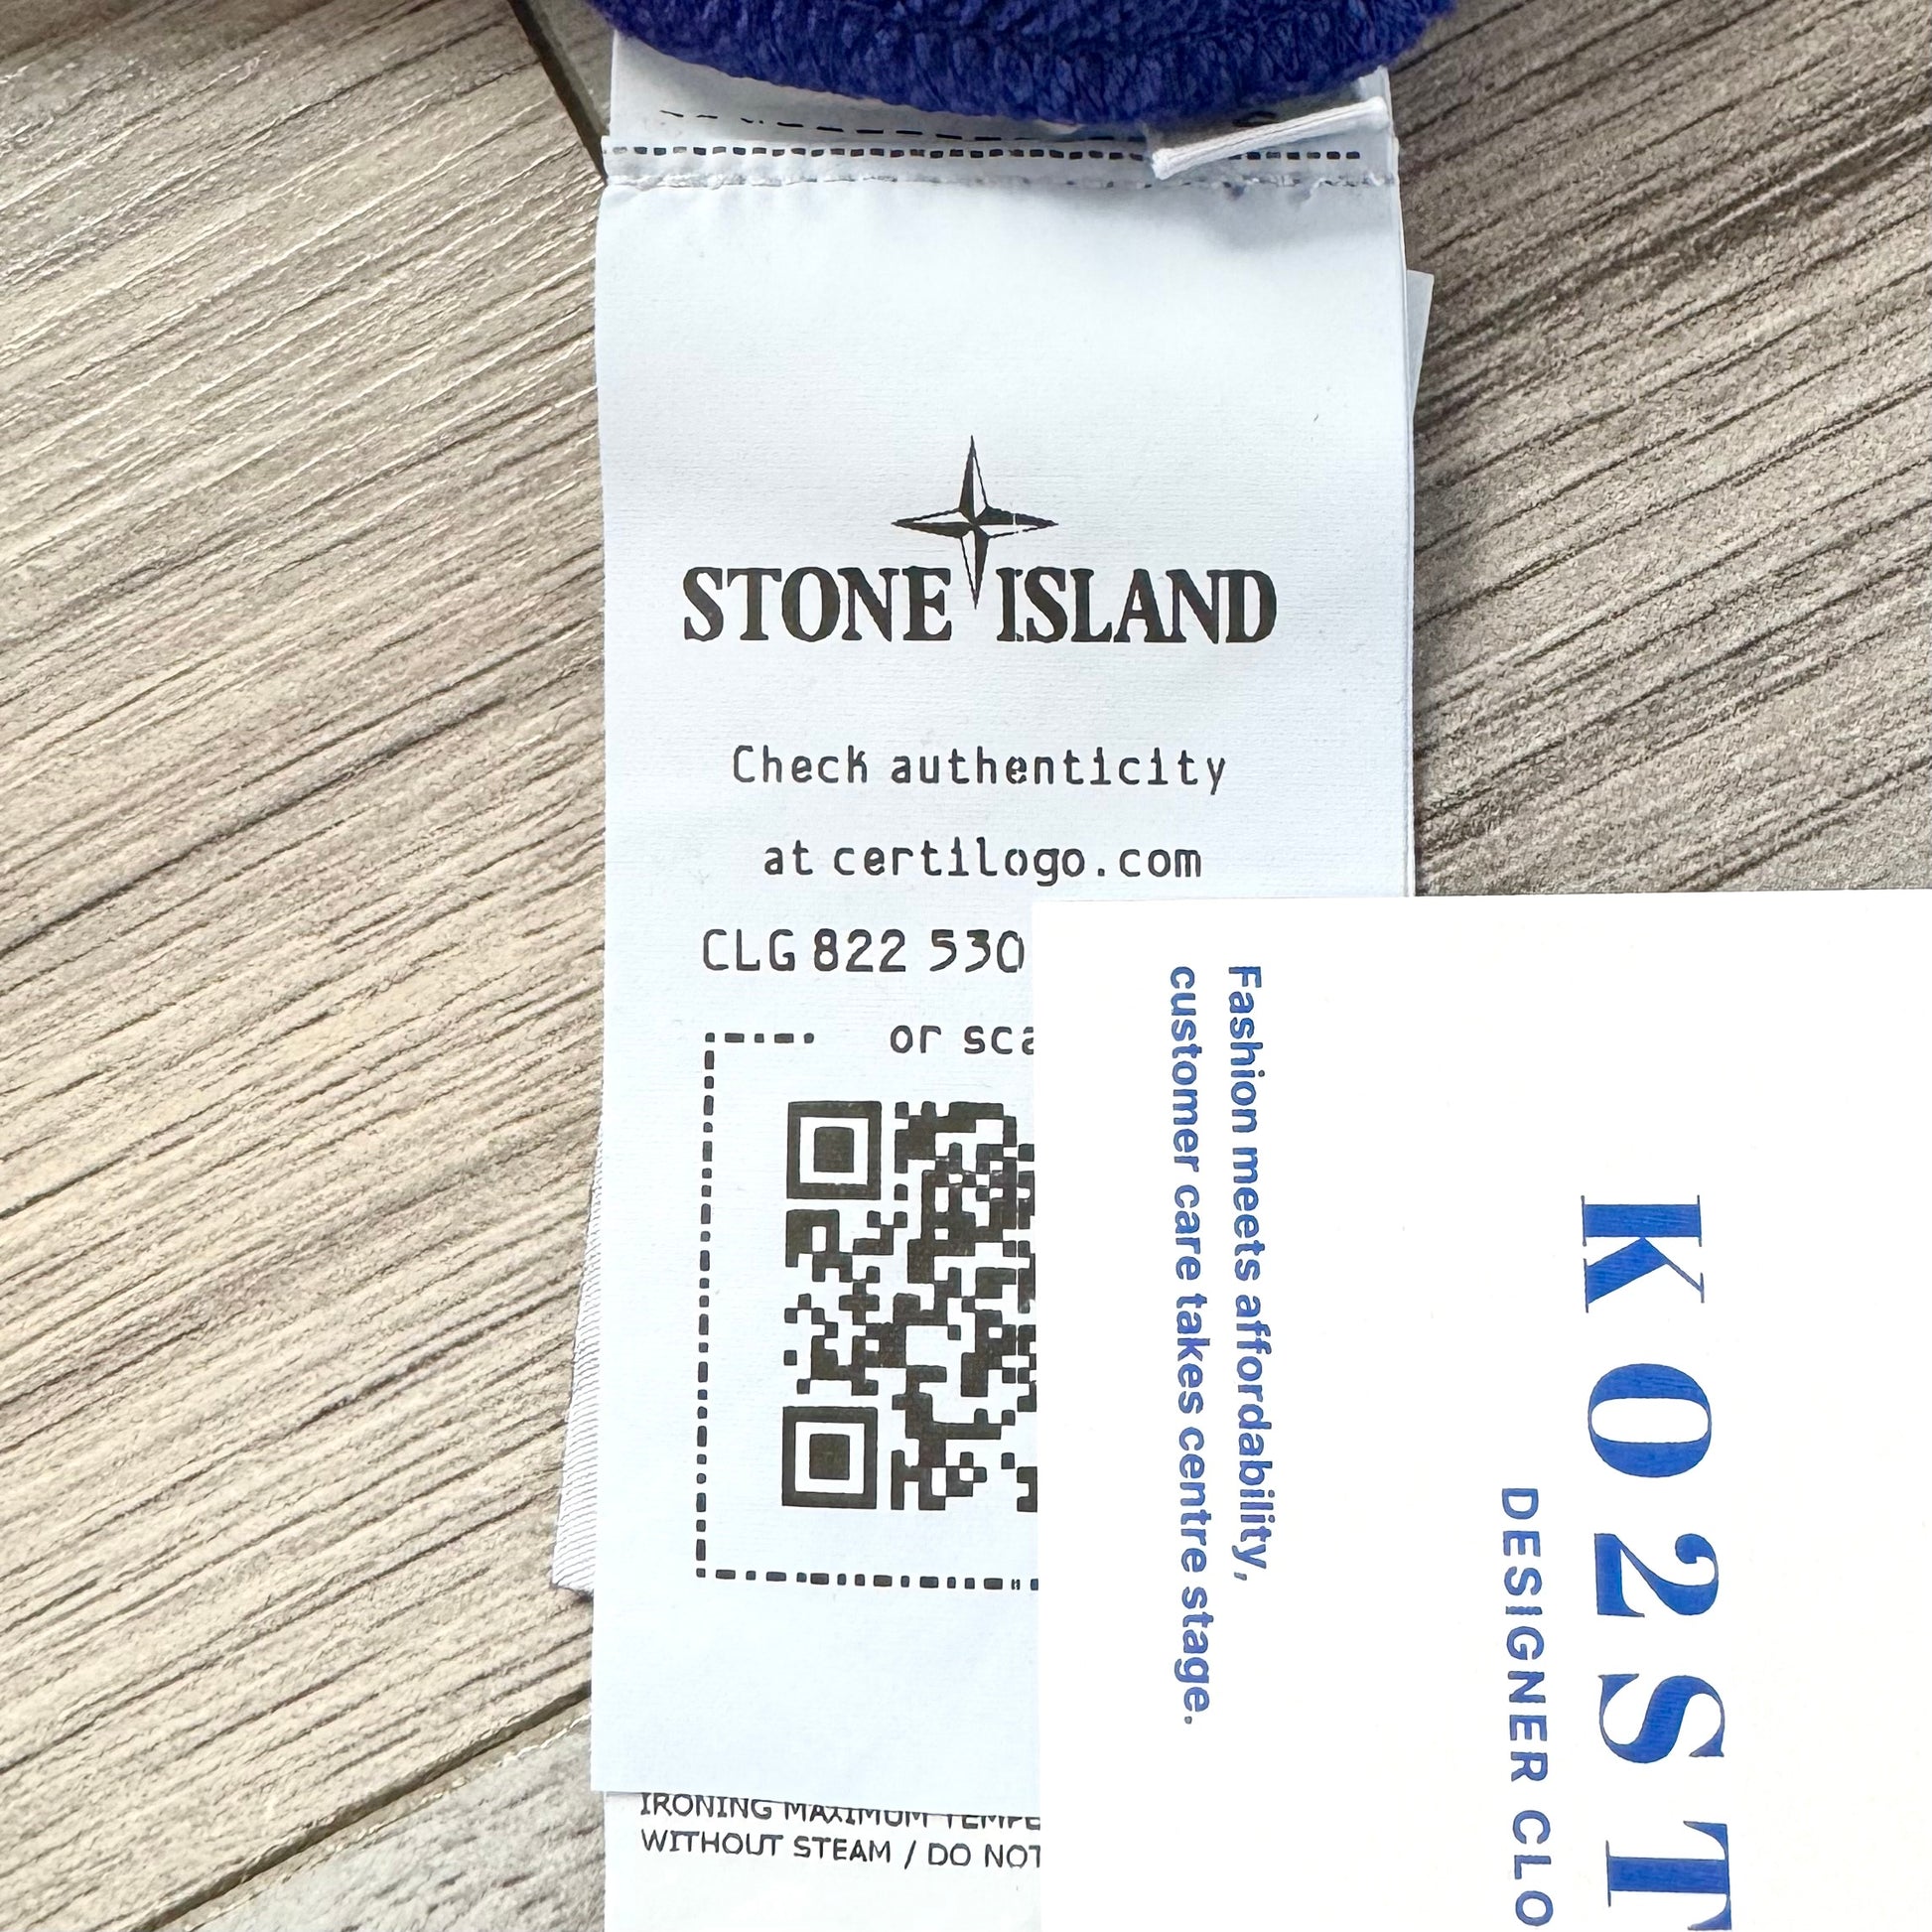 STONE ISLAND
Check authenticity
at certilogo.com
CLG 822 530
or sca
IRONING MAXIMUM TEMPE
WITHOUT STEAM / DO NOT
Fashion meets affordability,
customer care takes centre stage.
KO2ST
DESIGNER CLO